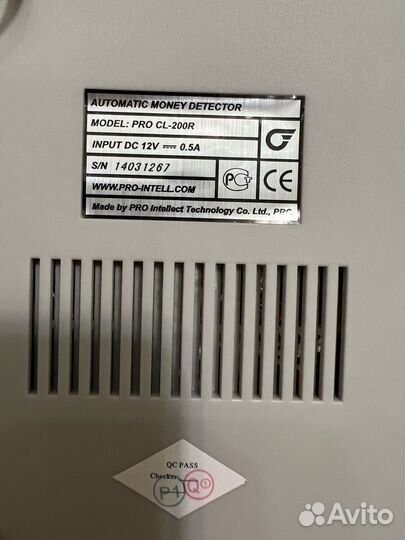 AUTOMATIC MONEY DETECTOR
MODEL: PRO CL-200R
INPUT DC 12V ⎓ 0.5A
S/N 14031267
WWW.PRO-INTELL.COM
Made by PRO Intellect Technology Co. Ltd., PRC
QC PASS
Checker:
Avito